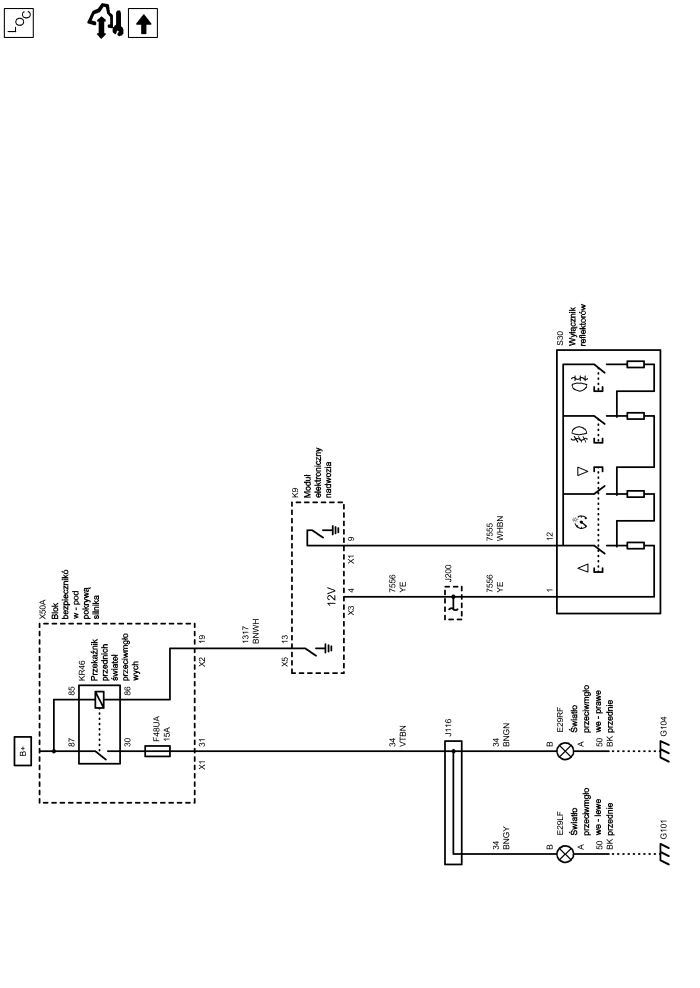 LOC
B+
X50A
Blok
bezpiecznikó
w - pod
pokrywą
silnika
KR46
Przekaźnik
przednich
świateł
przeciwmgło
wych
85
86
87
30
F48UA
15A
19
X2
31
X1
1317
BNWH
K9
Moduł
elektroniczny
nadwozia
13
X5
12V
9
X1
4
X3
7555
WHBN
7556
YE
J200
7556
YE
12
1
S30
Wyłącznik
reflektorów
34
VTBN
J116
34
BNGN
34
BNGY
B
E29RF
Światło
przeciwmgło
we - prawe
przednie
A
50
BK
G104
B
E29LF
Światło
przeciwmgło
we - lewe
przednie
A
50
BK
G101